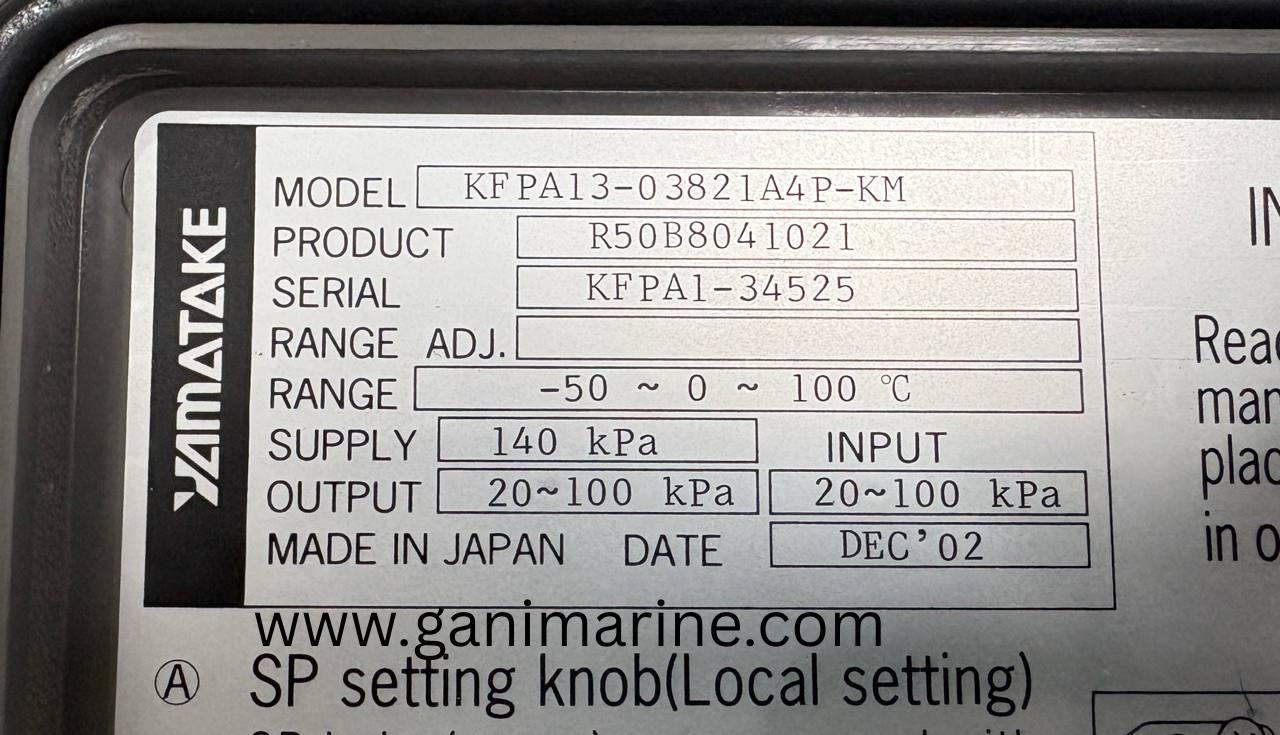 YAMATAKE
MODEL KFPA13-03821A4P-KM
PRODUCT R50B8041021
SERIAL KFPA1-34525
RANGE ADJ.
RANGE -50 ~ 0 ~ 100 ℃
SUPPLY 140 kPa INPUT
OUTPUT 20~100 kPa 20~100 kPa
MADE IN JAPAN DATE DEC'02
www.ganimarine.com
Ⓐ SP setting knob(Local setting)
in